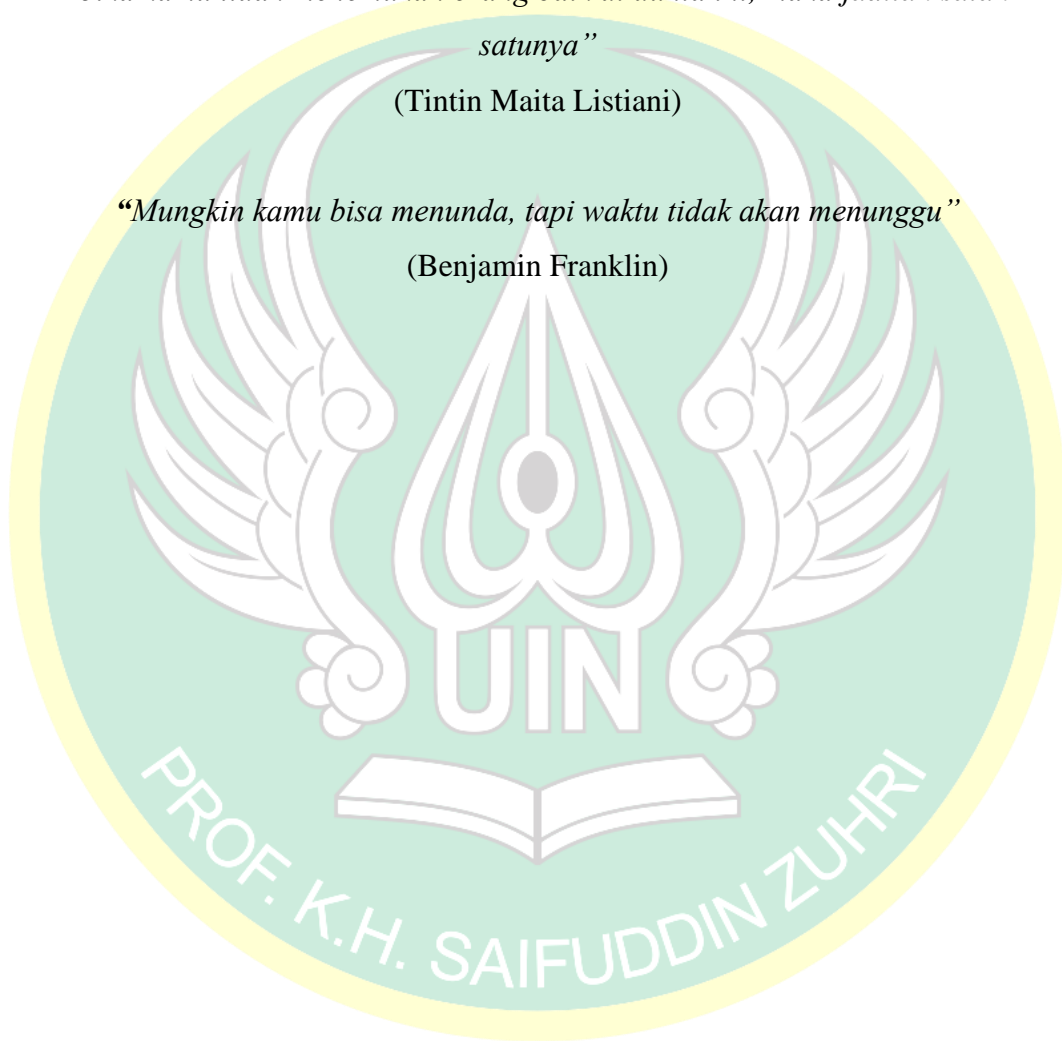 satunya”
(Tintin Maita Listiani)
“Mungkin kamu bisa menunda, tapi waktu tidak akan menunggu”
(Benjamin Franklin)
UIN
PROF. K.H. SAIFUDDIN ZUHRI